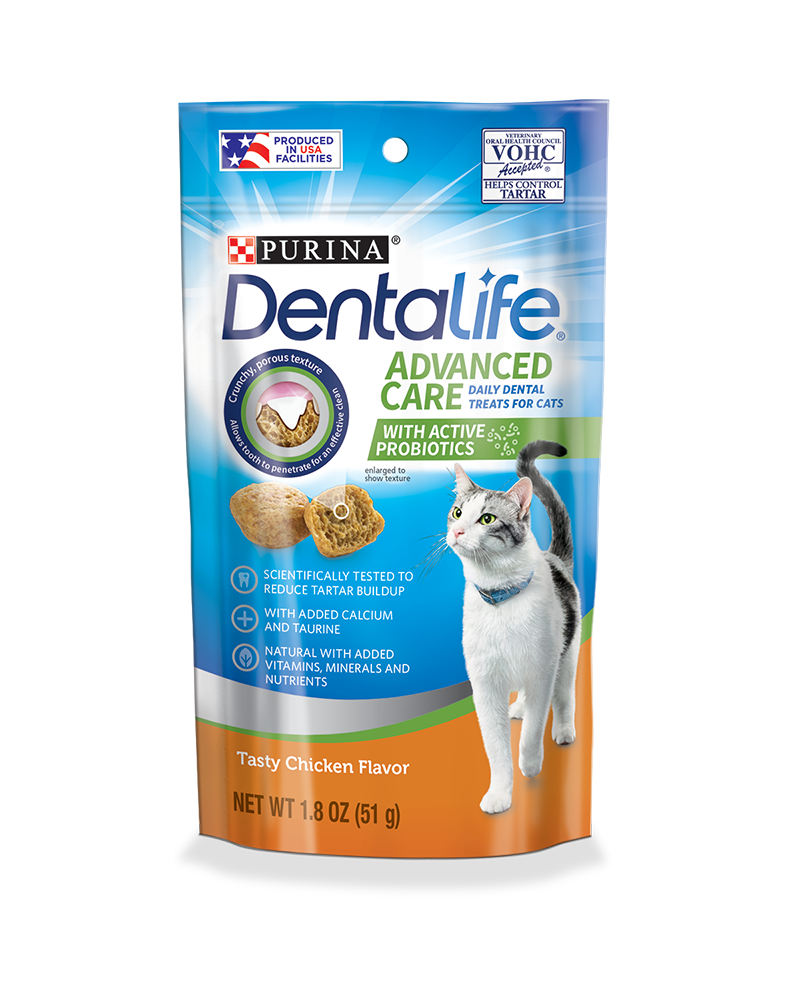 PRODUCED
IN USA
FACILITIES
VETERINARY
ORAL HEALTH COUNCIL
VOHC
Accepted®
HELPS CONTROL
TARTAR
PURINA®
DentaLife®
Crunchy, porous texture
Allows tooth to penetrate for an effective clean
ADVANCED
CARE
DAILY DENTAL
TREATS FOR CATS
WITH ACTIVE
PROBIOTICS
enlarged to
show texture
SCIENTIFICALLY TESTED TO
REDUCE TARTAR BUILDUP
WITH ADDED CALCIUM
AND TAURINE
NATURAL WITH ADDED
VITAMINS, MINERALS AND
NUTRIENTS
Tasty Chicken Flavor
NET WT 1.8 OZ (51 g)